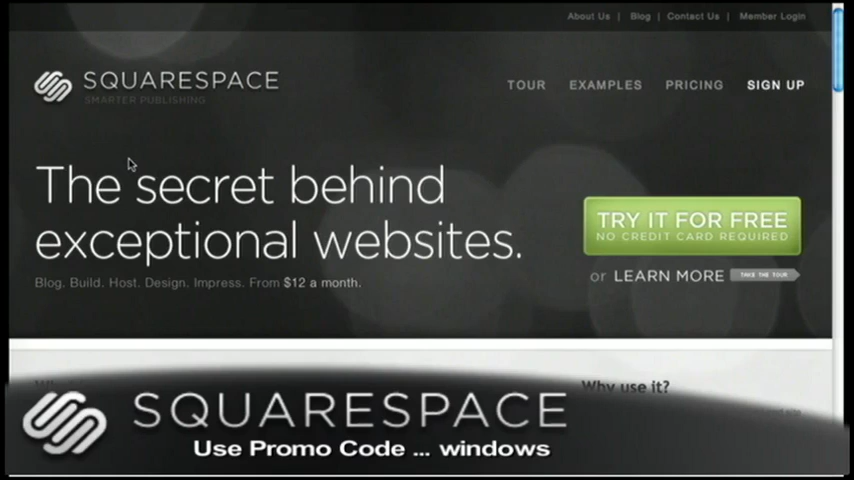 About Us | Blog | Contact Us | Member Login
SQUARESPACE
SMARTER PUBLISHING
TOUR EXAMPLES PRICING SIGN UP
The secret behind
exceptional websites.
Blog. Build. Host. Design. Impress. From $12 a month.
TRY IT FOR FREE
NO CREDIT CARD REQUIRED
or LEARN MORE TAKE THE TOUR
Why use it?
SQUARESPACE
Use Promo Code ... windows